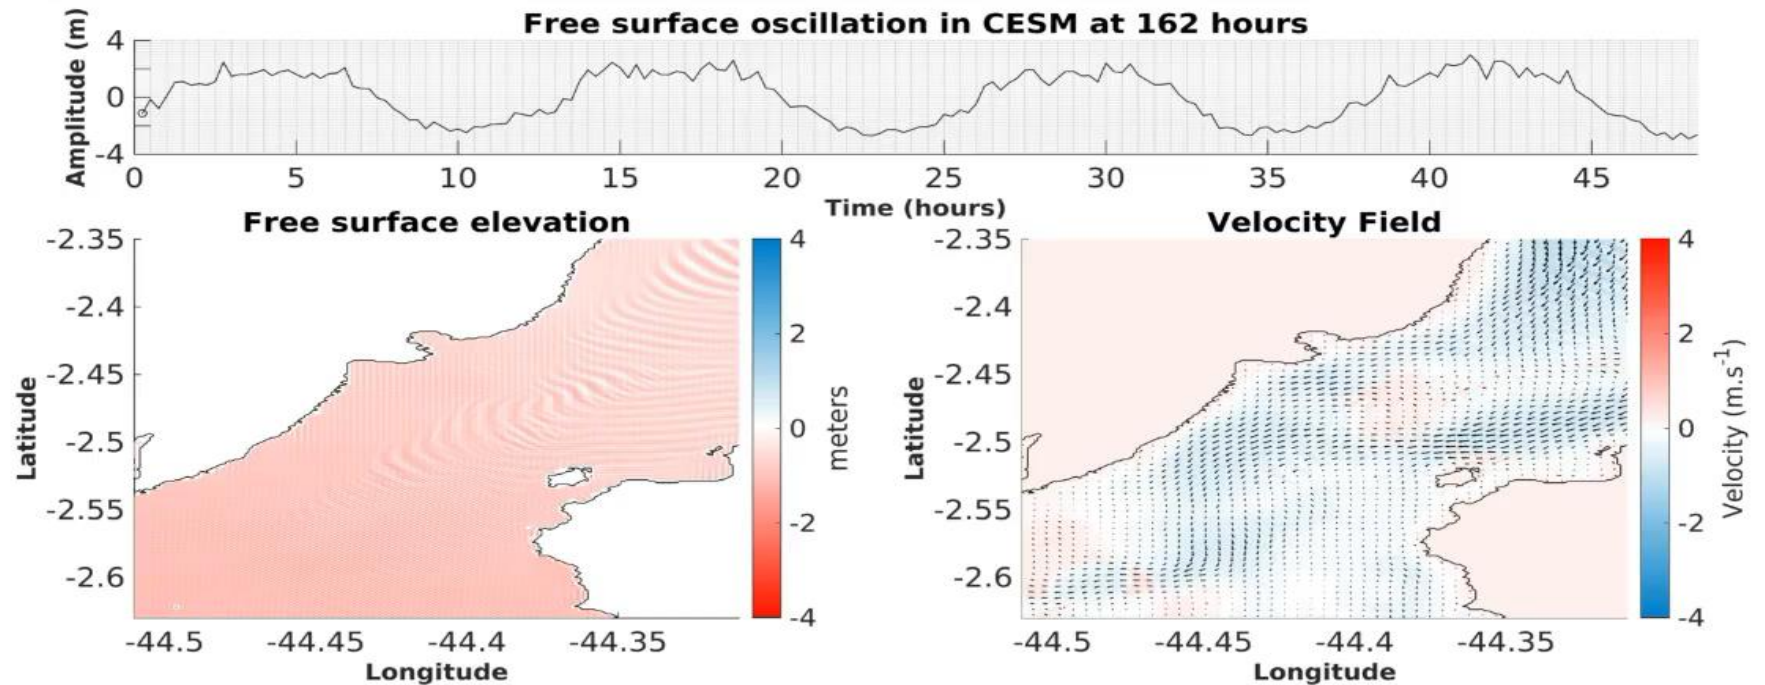 Free surface oscillation in CESM at 162 hours
Amplitude (m)
4
0
-4
0 5 10 15 20 25 30 35 40 45
Time (hours)
Free surface elevation
Latitude
-2.35
-2.4
-2.45
-2.5
-2.55
-2.6
-44.5 -44.45 -44.4 -44.35
Longitude
4
2
0
-2
-4
meters
Velocity Field
Latitude
-2.35
-2.4
-2.45
-2.5
-2.55
-2.6
-44.5 -44.45 -44.4 -44.35
Longitude
4
2
0
-2
-4
Velocity (m.s⁻¹)